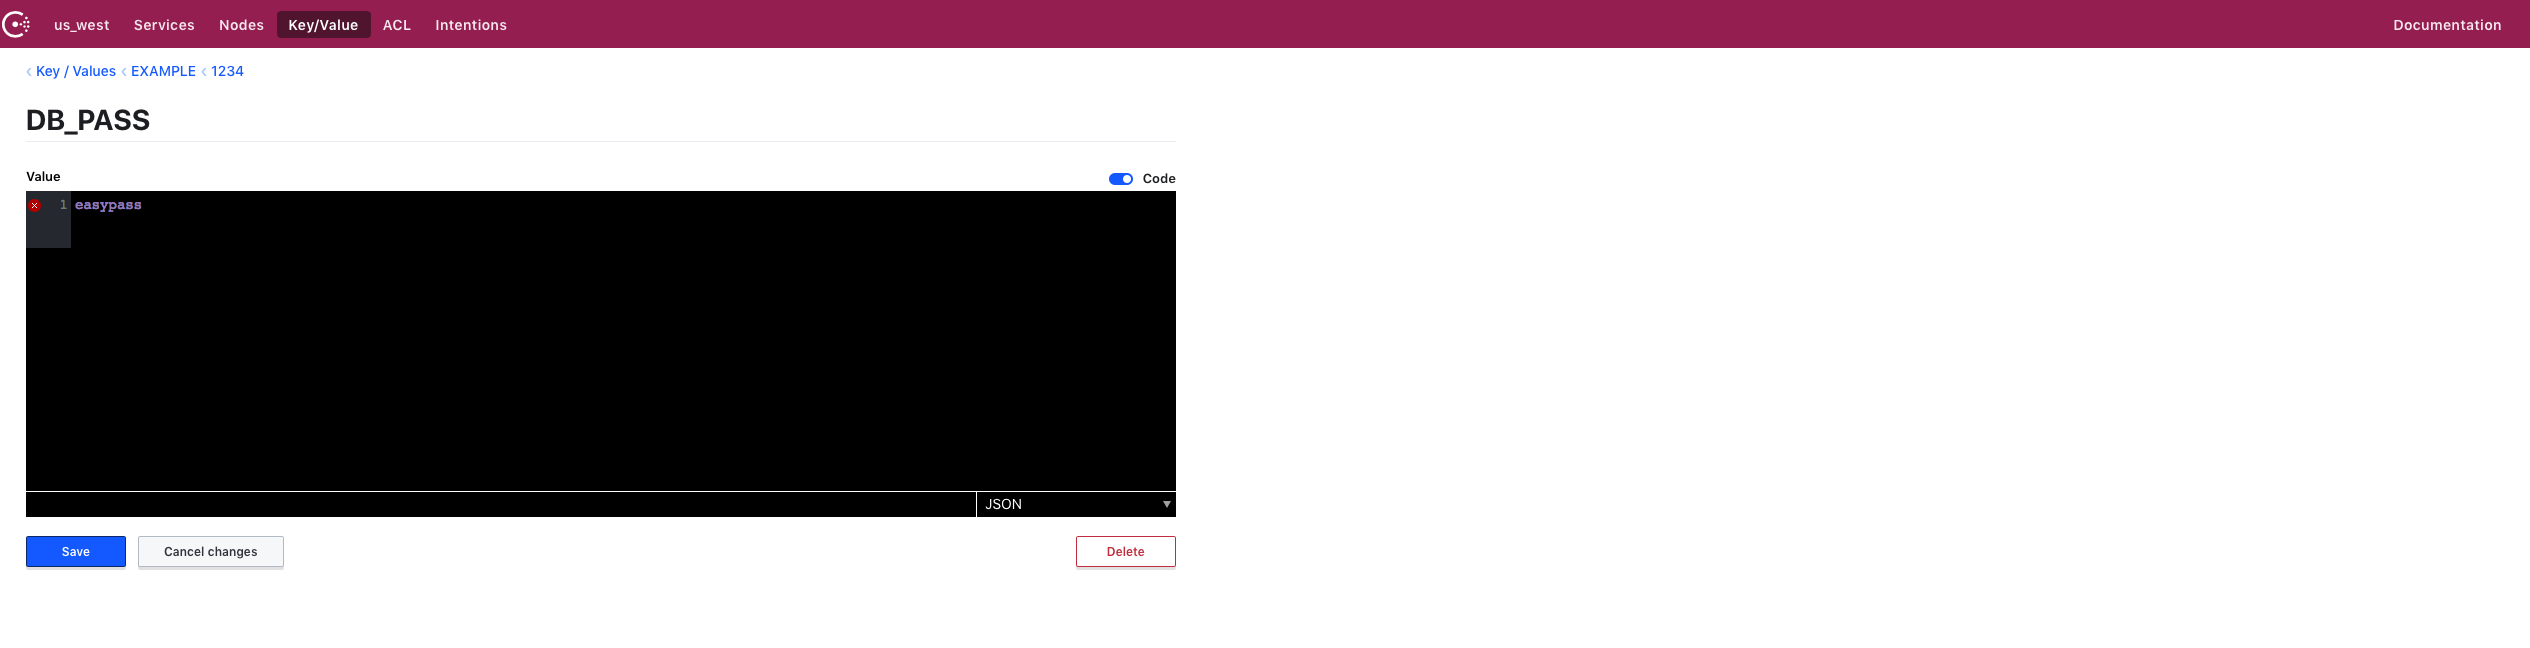 us_west Services Nodes Key/Value ACL Intentions Documentation
‹ Key / Values ‹ EXAMPLE ‹ 1234
DB_PASS
Value Code
1 easypass
JSON
Save Cancel changes Delete